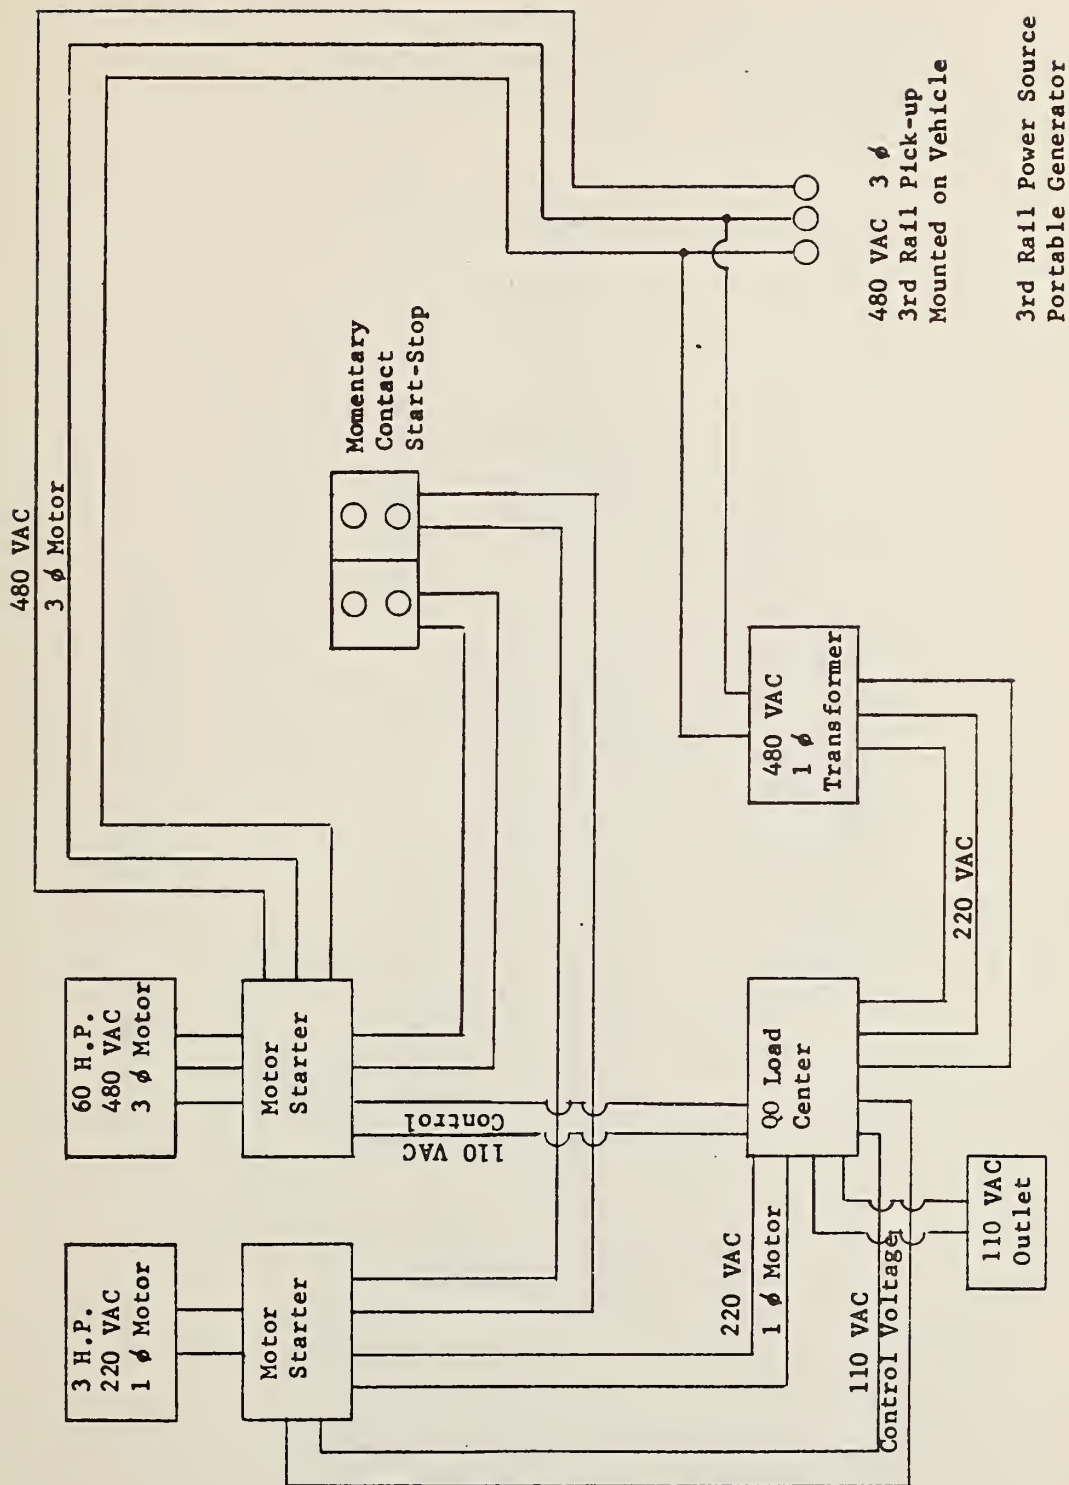 480 VAC
3 ø Motor
60 H.P.
480 VAC
3 ø Motor
3 H.P.
220 VAC
1 ø Motor
Motor
Starter
Motor
Starter
Momentary
Contact
Start-Stop
110 VAC
Control
480 VAC 3 ø
3rd Rail Pick-up
Mounted on Vehicle
3rd Rail Power Source
Portable Generator
480 VAC
1 ø
Transformer
QO Load
Center
220 VAC
220 VAC
1 ø Motor
110 VAC
Control Voltage
110 VAC
Outlet